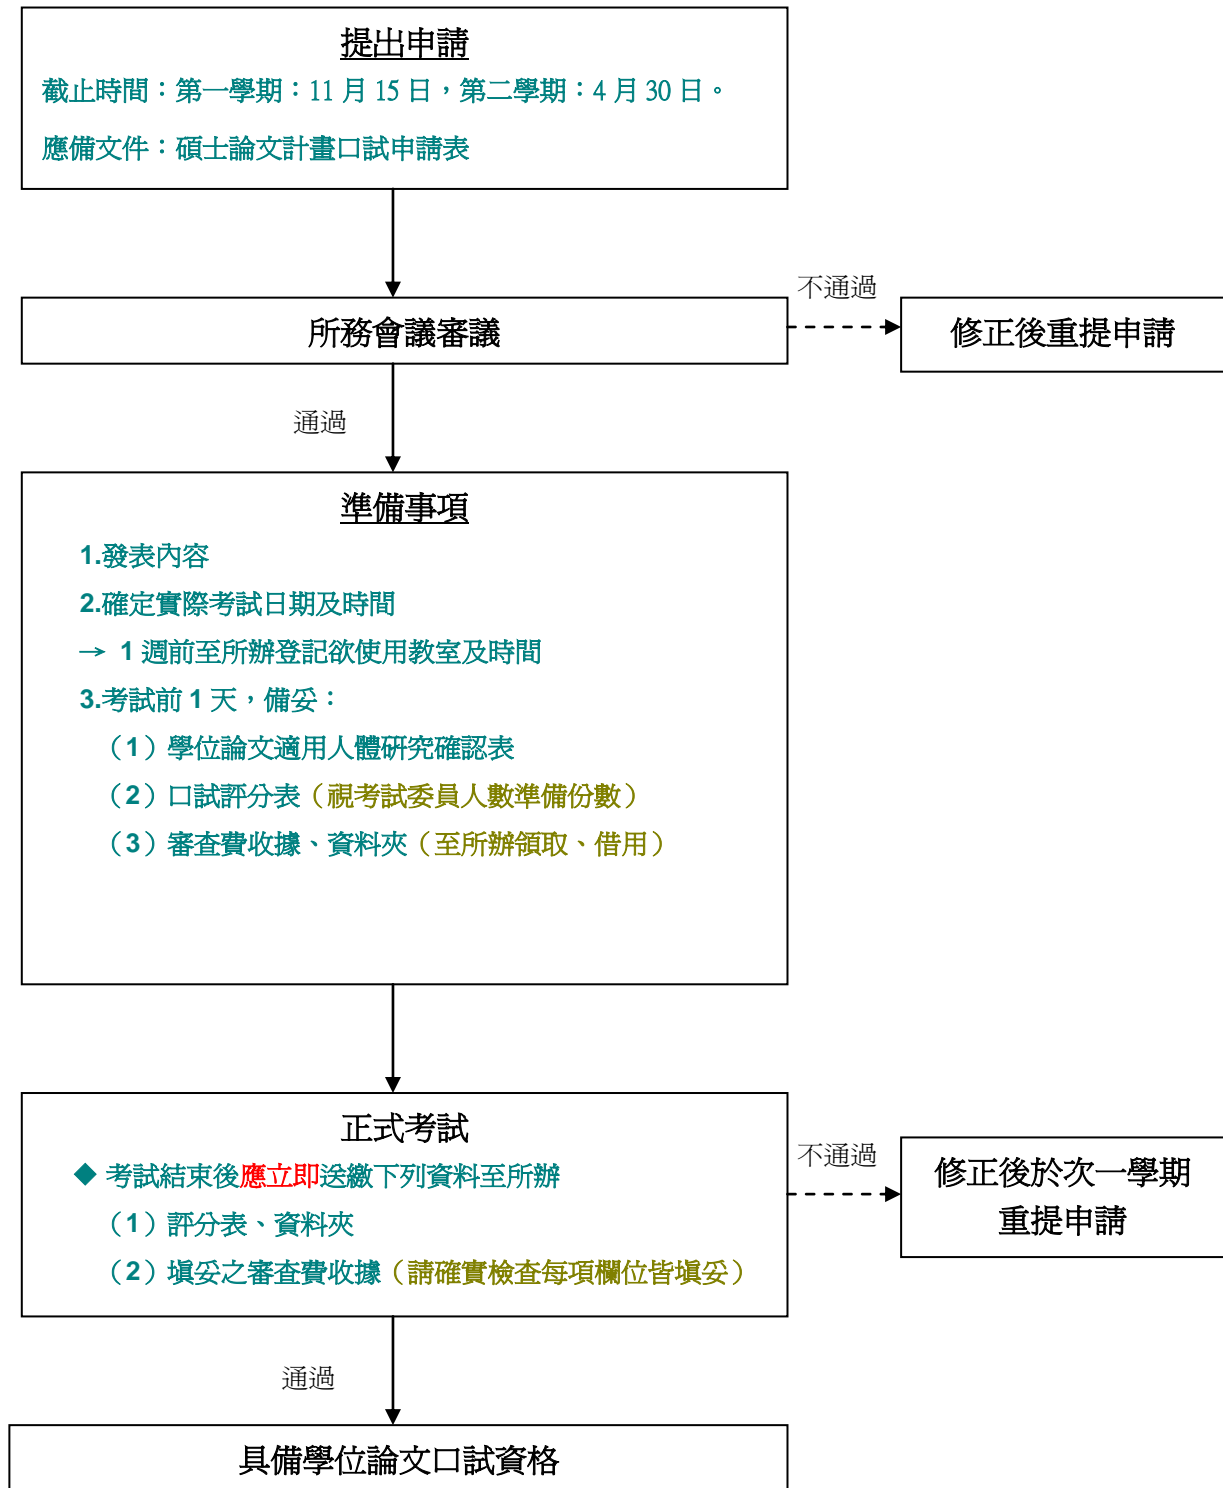 提出申請
截止時間：第一學期：11 月 15 日，第二學期：4 月 30 日。
應備文件：碩士論文計畫口試申請表
不通過
所務會議審議
修正後重提申請
通過
準備事項
1.發表內容
2.確定實際考試日期及時間
→ 1 週前至所辦登記欲使用教室及時間
3.考試前 1 天，備妥：
（1）學位論文適用人體研究確認表
（2）口試評分表（視考試委員人數準備份數）
（3）審查費收據、資料夾（至所辦領取、借用）
正式考試
◆ 考試結束後應立即送繳下列資料至所辦
（1）評分表、資料夾
（2）填妥之審查費收據（請確實檢查每項欄位皆填妥）
不通過
修正後於次一學期
重提申請
通過
具備學位論文口試資格